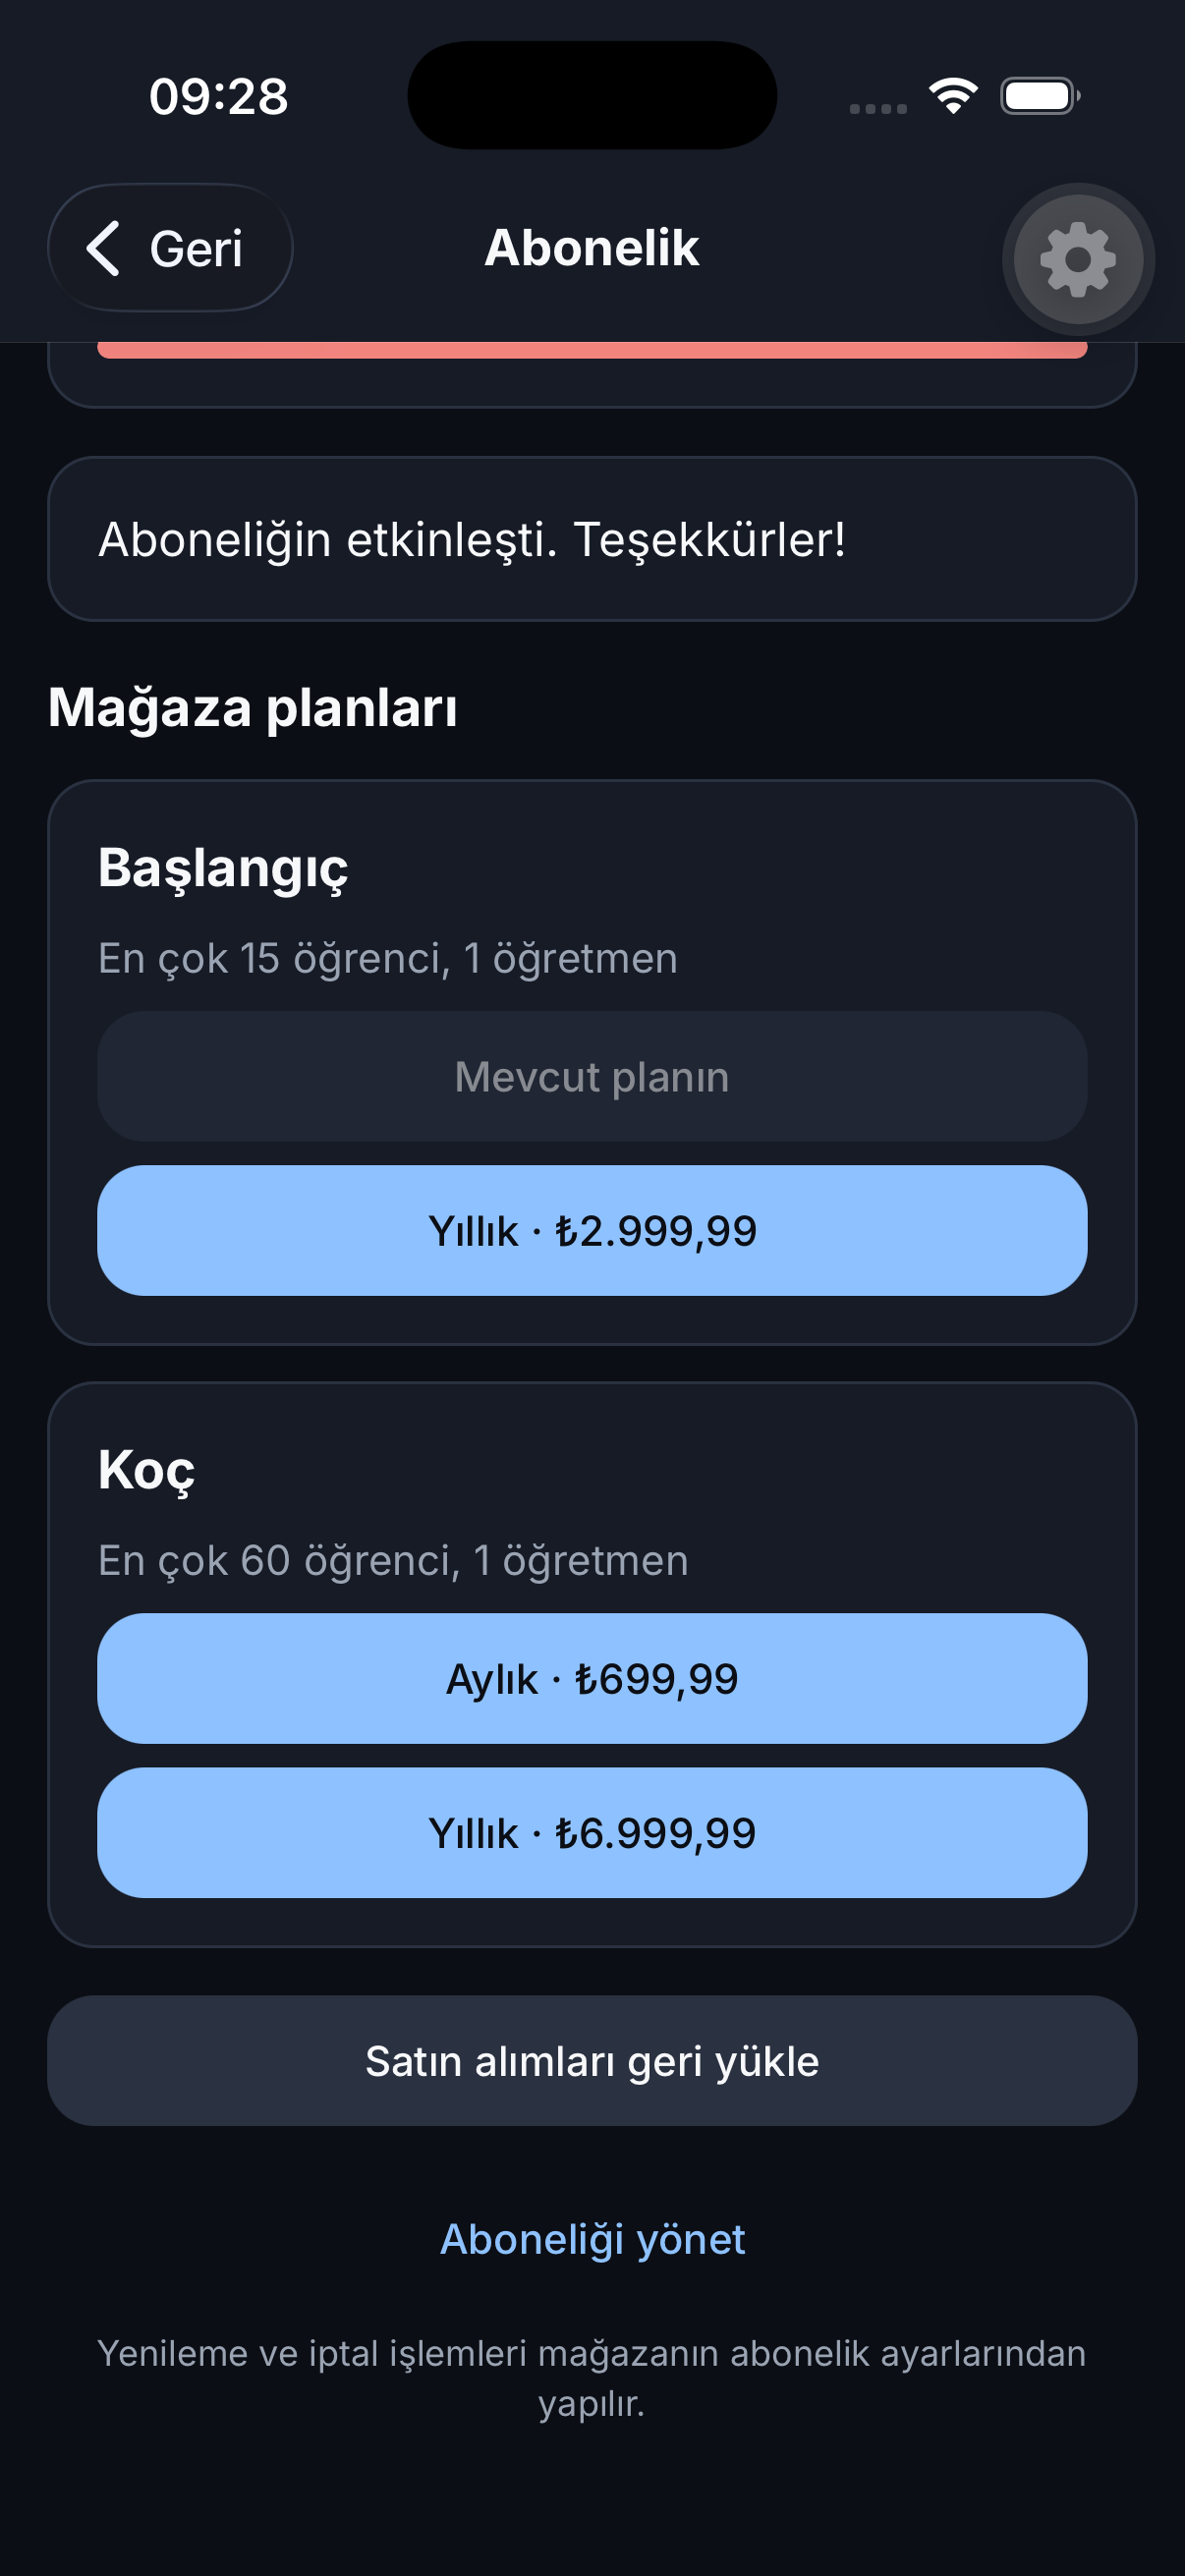 09:28
Geri
Abonelik
Aboneliğin etkinleşti. Teşekkürler!
Mağaza planları
Başlangıç
En çok 15 öğrenci, 1 öğretmen
Mevcut planın
Yıllık · ₺2.999,99
Koç
En çok 60 öğrenci, 1 öğretmen
Aylık · ₺699,99
Yıllık · ₺6.999,99
Satın alımları geri yükle
Aboneliği yönet
Yenileme ve iptal işlemleri mağazanın abonelik ayarlarından
yapılır.